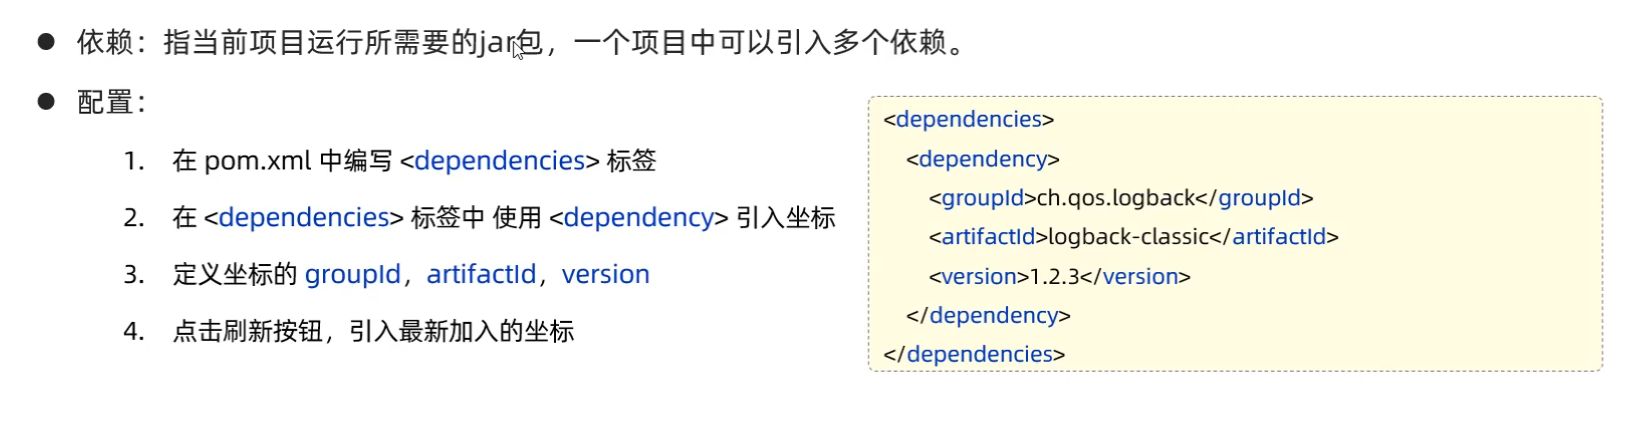 ● 依赖：指当前项目运行所需要的jar包，一个项目中可以引入多个依赖。
● 配置：
1. 在 pom.xml 中编写 <dependencies> 标签
2. 在 <dependencies> 标签中 使用 <dependency> 引入坐标
3. 定义坐标的 groupId，artifactId，version
4. 点击刷新按钮，引入最新加入的坐标
<dependencies>
<dependency>
<groupId>ch.qos.logback</groupId>
<artifactId>logback-classic</artifactId>
<version>1.2.3</version>
</dependency>
</dependencies>